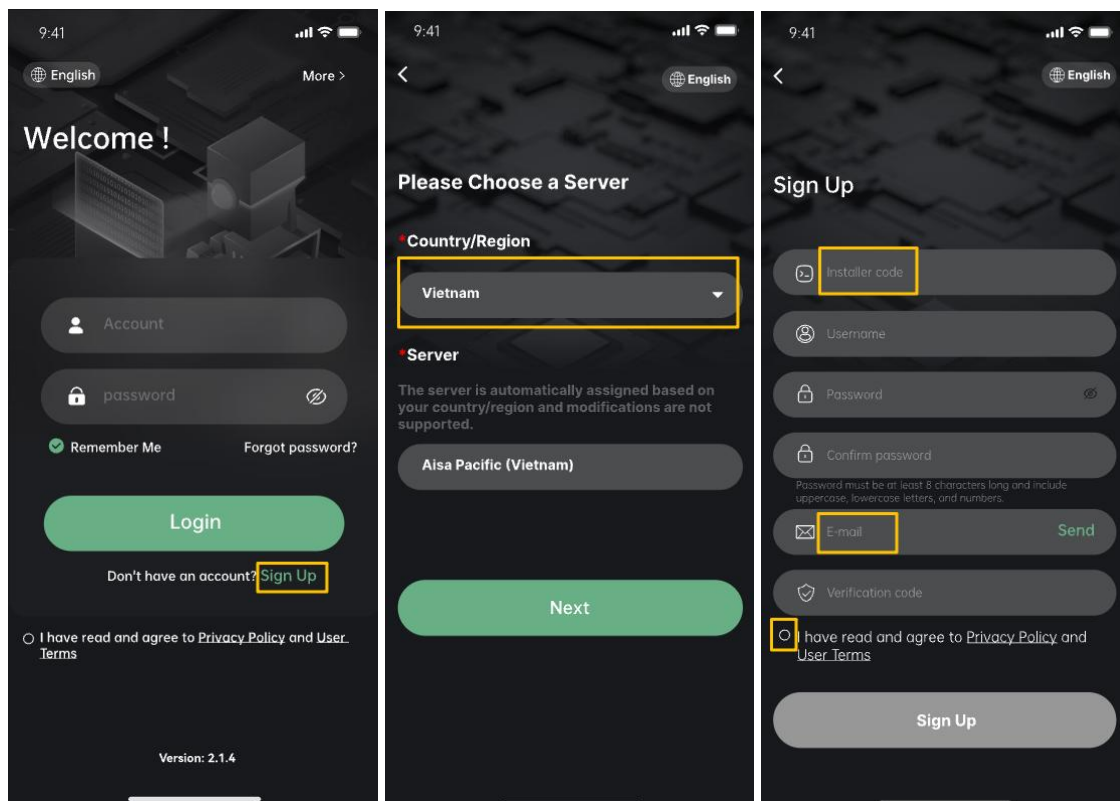 9:41
English
More >
Welcome !
Account
password
Remember Me
Forgot password?
Login
Don't have an account? Sign Up
I have read and agree to Privacy Policy and User
Terms
Version: 2.1.4
9:41
English
Please Choose a Server
*Country/Region
Vietnam
*Server
The server is automatically assigned based on
your country/region and modifications are not
supported.
Aisa Pacific (Vietnam)
Next
9:41
English
Sign Up
Installer code
Username
Password
Confirm password
Password must be at least 8 characters long and include
uppercase, lowercase letters, and numbers.
E-mail
Send
Verification code
I have read and agree to Privacy Policy and
User Terms
Sign Up